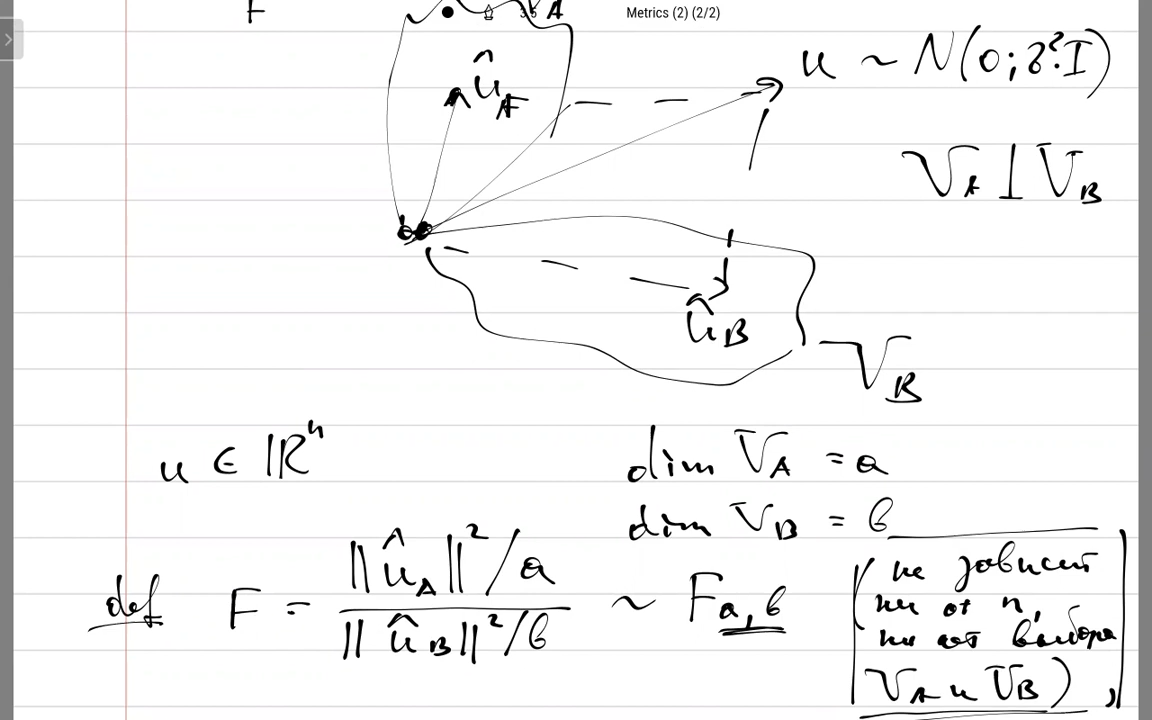 F
V_A
Metrics (2) (2/2)
û_A
u ~ N(0; σ²·I)
V_A ⊥ V_B
û_B
V_B
u ∈ ℝⁿ
dim V_A = a
dim V_B = b
def F = (||û_A||²/a) / (||û_B||²/b) ~ F_{a,b}
(не зависит
ни от n,
ни от выбора
V_A и V_B),